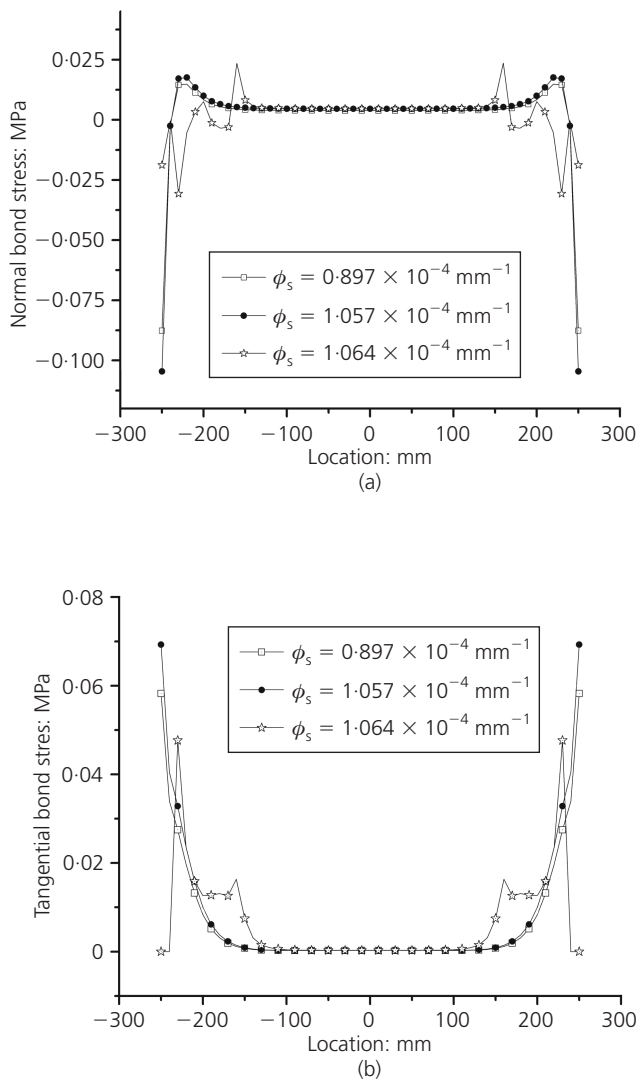 0·025
0
−0·025
−0·050
−0·075
−0·100
Normal bond stress: MPa
ϕs = 0·897 × 10−4 mm−1
ϕs = 1·057 × 10−4 mm−1
ϕs = 1·064 × 10−4 mm−1
−300 −200 −100 0 100 200 300
Location: mm
(a)
0·08
0·06
0·04
0·02
0
Tangential bond stres: MPa
ϕs = 0·897 × 10−4 mm−1
ϕs = 1·057 × 10−4 mm−1
ϕs = 1·064 × 10−4 mm−1
−300 −200 −100 0 100 200 300
Location: mm
(b)